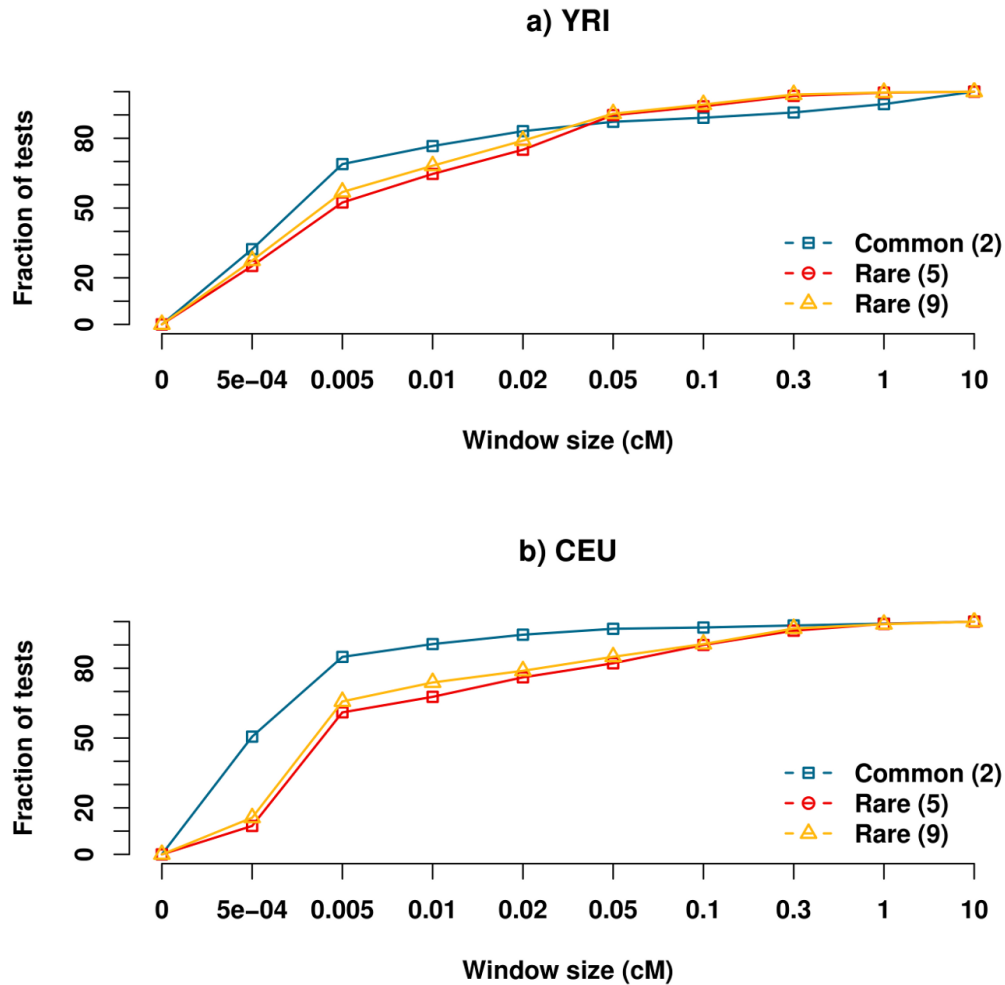 a) YRI
Fraction of tests
80
50
20
0
Common (2)
Rare (5)
Rare (9)
0 5e−04 0.005 0.01 0.02 0.05 0.1 0.3 1 10
Window size (cM)
b) CEU
Fraction of tests
80
50
20
0
Common (2)
Rare (5)
Rare (9)
0 5e−04 0.005 0.01 0.02 0.05 0.1 0.3 1 10
Window size (cM)